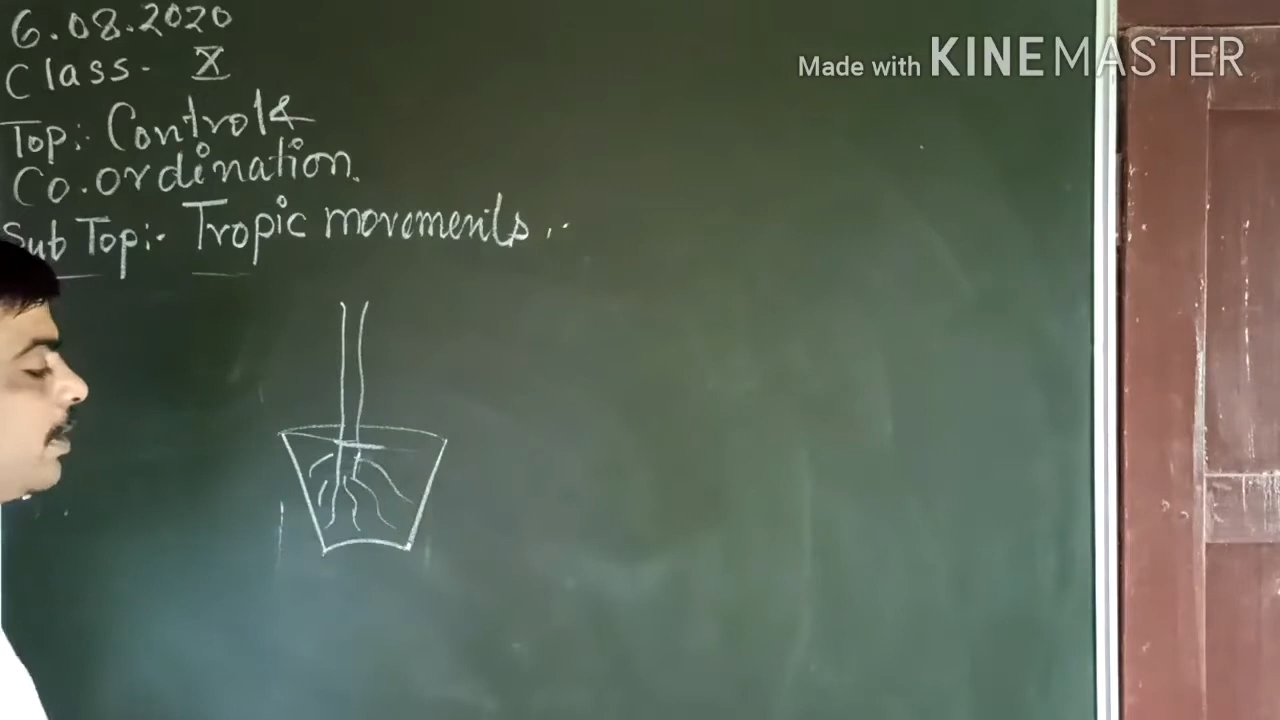 6.08.2020
Class- X
Top:- Control &
Co.ordination.
Sub Top:- Tropic movements..
Made with KINEMASTER